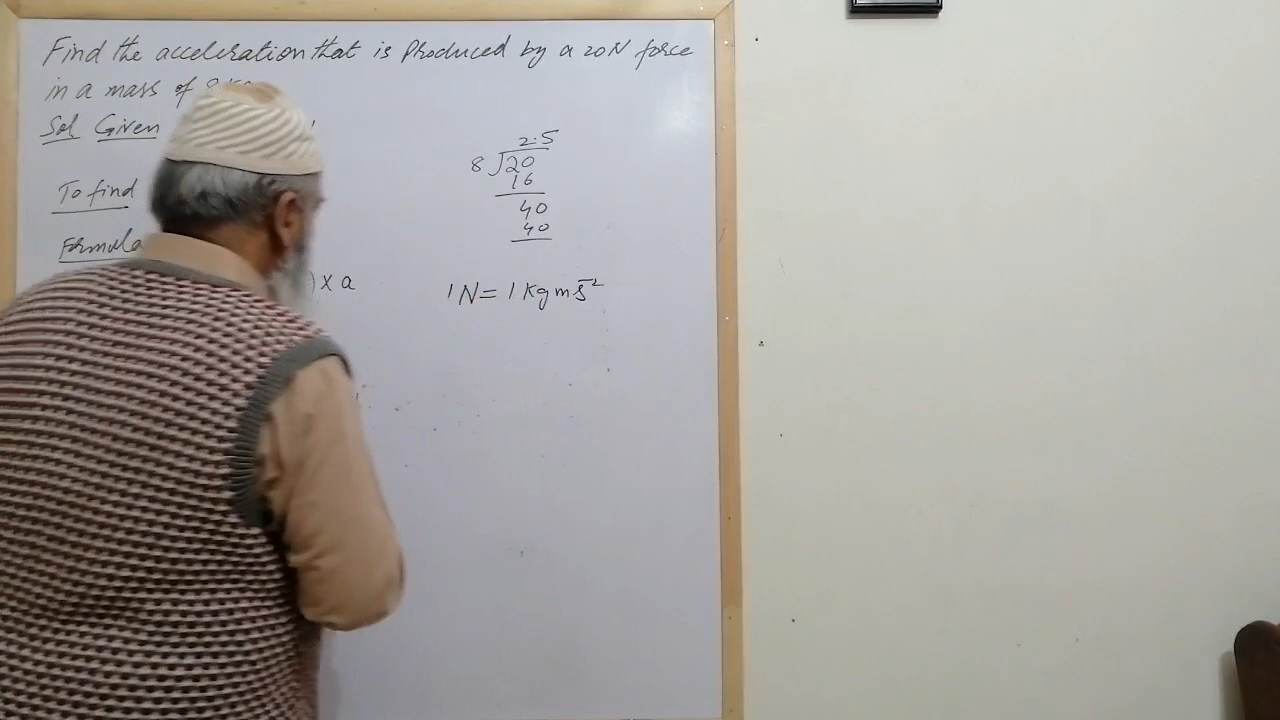 Find the acceleration that is Produced by a 20N force
in a mass of
Sol Given
To find
Formula
) x a
2.5
8 ) 20
16
40
40
1N = 1 kg m s⁻²